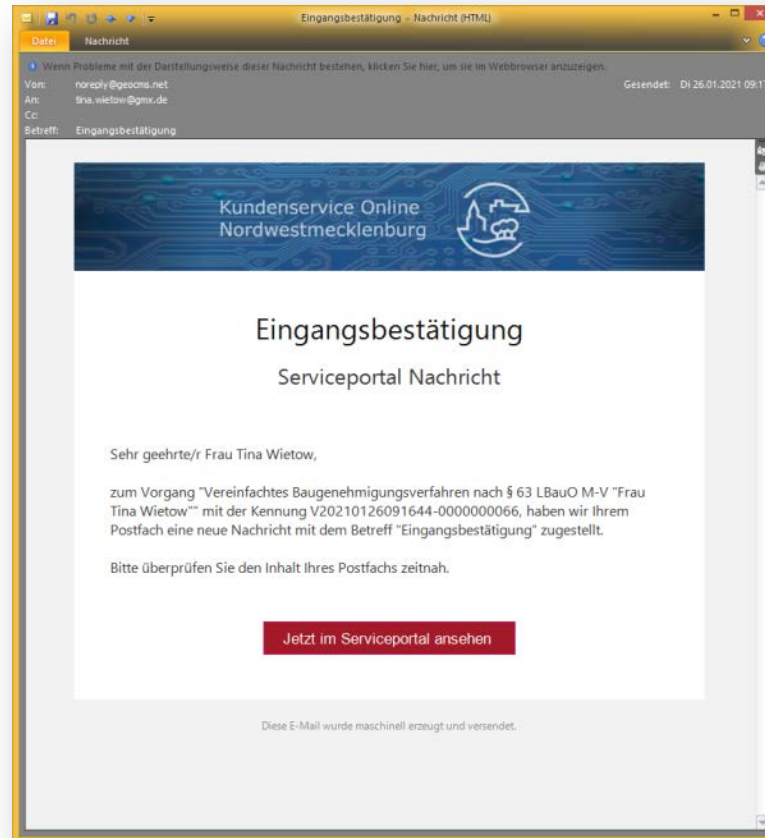 Eingangsbestätigung - Nachricht (HTML)
Datei Nachricht
Wenn Probleme mit der Darstellungsweise dieser Nachricht bestehen, klicken Sie hier, um sie im Webbrowser anzuzeigen.
Von: noreply@geocms.net Gesendet: Di 26.01.2021 09:17
An: tina.wietow@gmx.de
Cc:
Betreff: Eingangsbestätigung
Kundenservice Online
Nordwestmecklenburg
Eingangsbestätigung
Serviceportal Nachricht
Sehr geehrte/r Frau Tina Wietow,
zum Vorgang "Vereinfachtes Baugenehmigungsverfahren nach § 63 LBauO M-V "Frau
Tina Wietow"" mit der Kennung V20210126091644-0000000066, haben wir Ihrem
Postfach eine neue Nachricht mit dem Betreff "Eingangsbestätigung" zugestellt.
Bitte überprüfen Sie den Inhalt Ihres Postfachs zeitnah.
Jetzt im Serviceportal ansehen
Diese E-Mail wurde maschinell erzeugt und versendet.